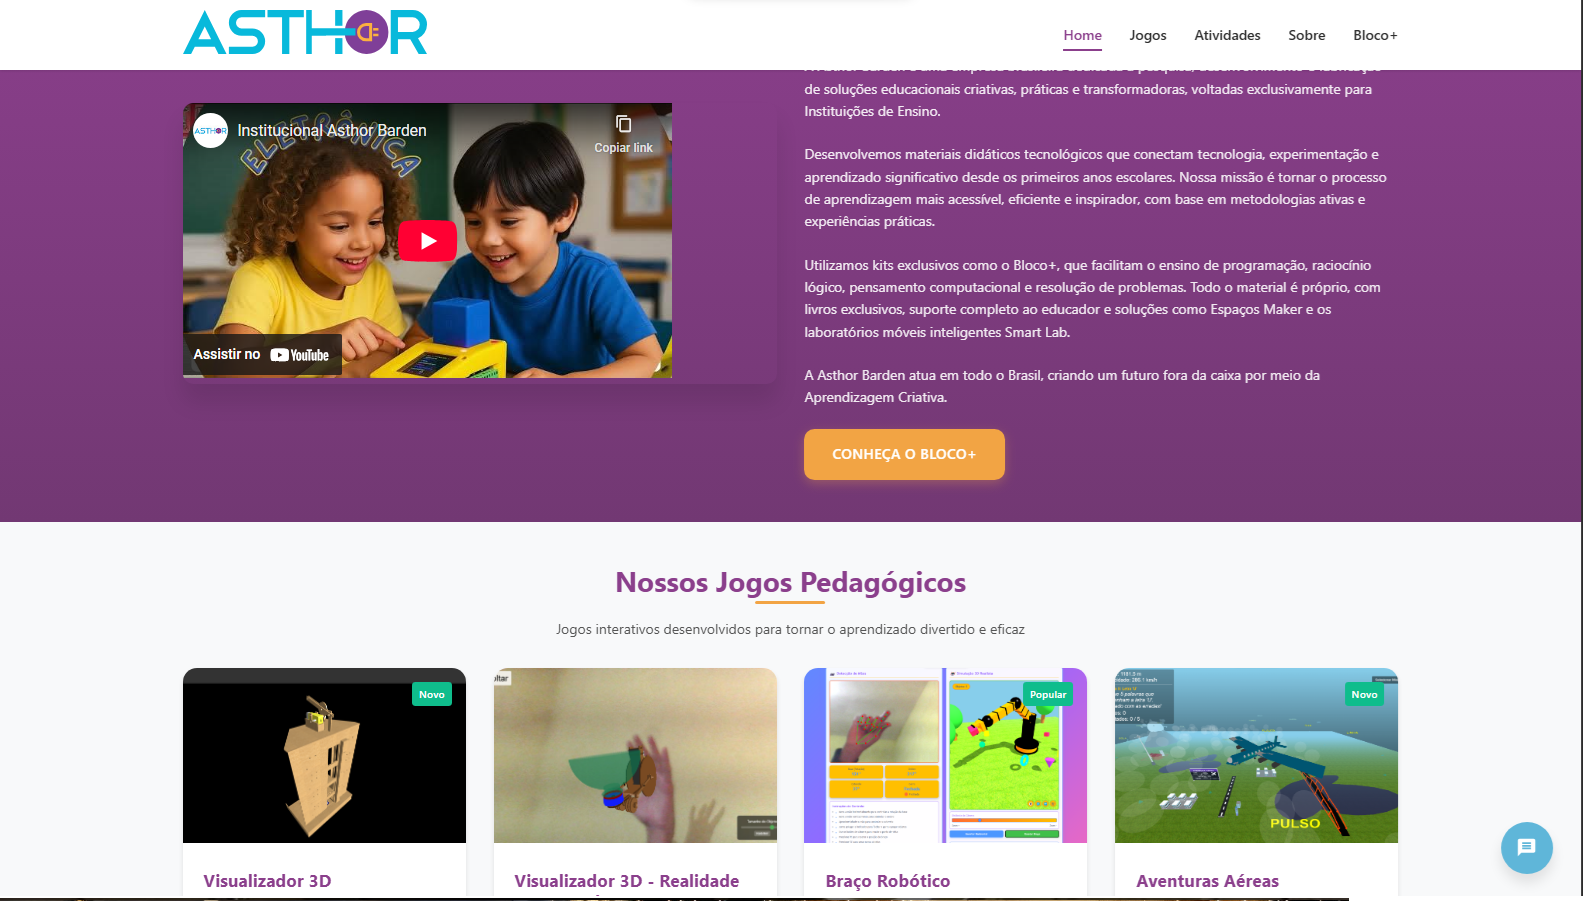 ASTHOR
Home
Jogos
Atividades
Sobre
Bloco+
de soluções educacionais criativas, práticas e transformadoras, voltadas exclusivamente para
Instituições de Ensino.
ASTHOR
Institucional Asthor Barden
Copiar link
ELETRÔNICA
Assistir no YouTube
Desenvolvemos materiais didáticos tecnológicos que conectam tecnologia, experimentação e
aprendizado significativo desde os primeiros anos escolares. Nossa missão é tornar o processo
de aprendizagem mais acessível, eficiente e inspirador, com base em metodologias ativas e
experiências práticas.
Utilizamos kits exclusivos como o Bloco+, que facilitam o ensino de programação, raciocínio
lógico, pensamento computacional e resolução de problemas. Todo o material é próprio, com
livros exclusivos, suporte completo ao educador e soluções como Espaços Maker e os
laboratórios móveis inteligentes Smart Lab.
A Asthor Barden atua em todo o Brasil, criando um futuro fora da caixa por meio da
Aprendizagem Criativa.
CONHEÇA O BLOCO+
Nossos Jogos Pedagógicos
Jogos interativos desenvolvidos para tornar o aprendizado divertido e eficaz
Novo
Popular
Novo
PULSO
Visualizador 3D
Visualizador 3D - Realidade
Braço Robótico
Aventuras Aéreas